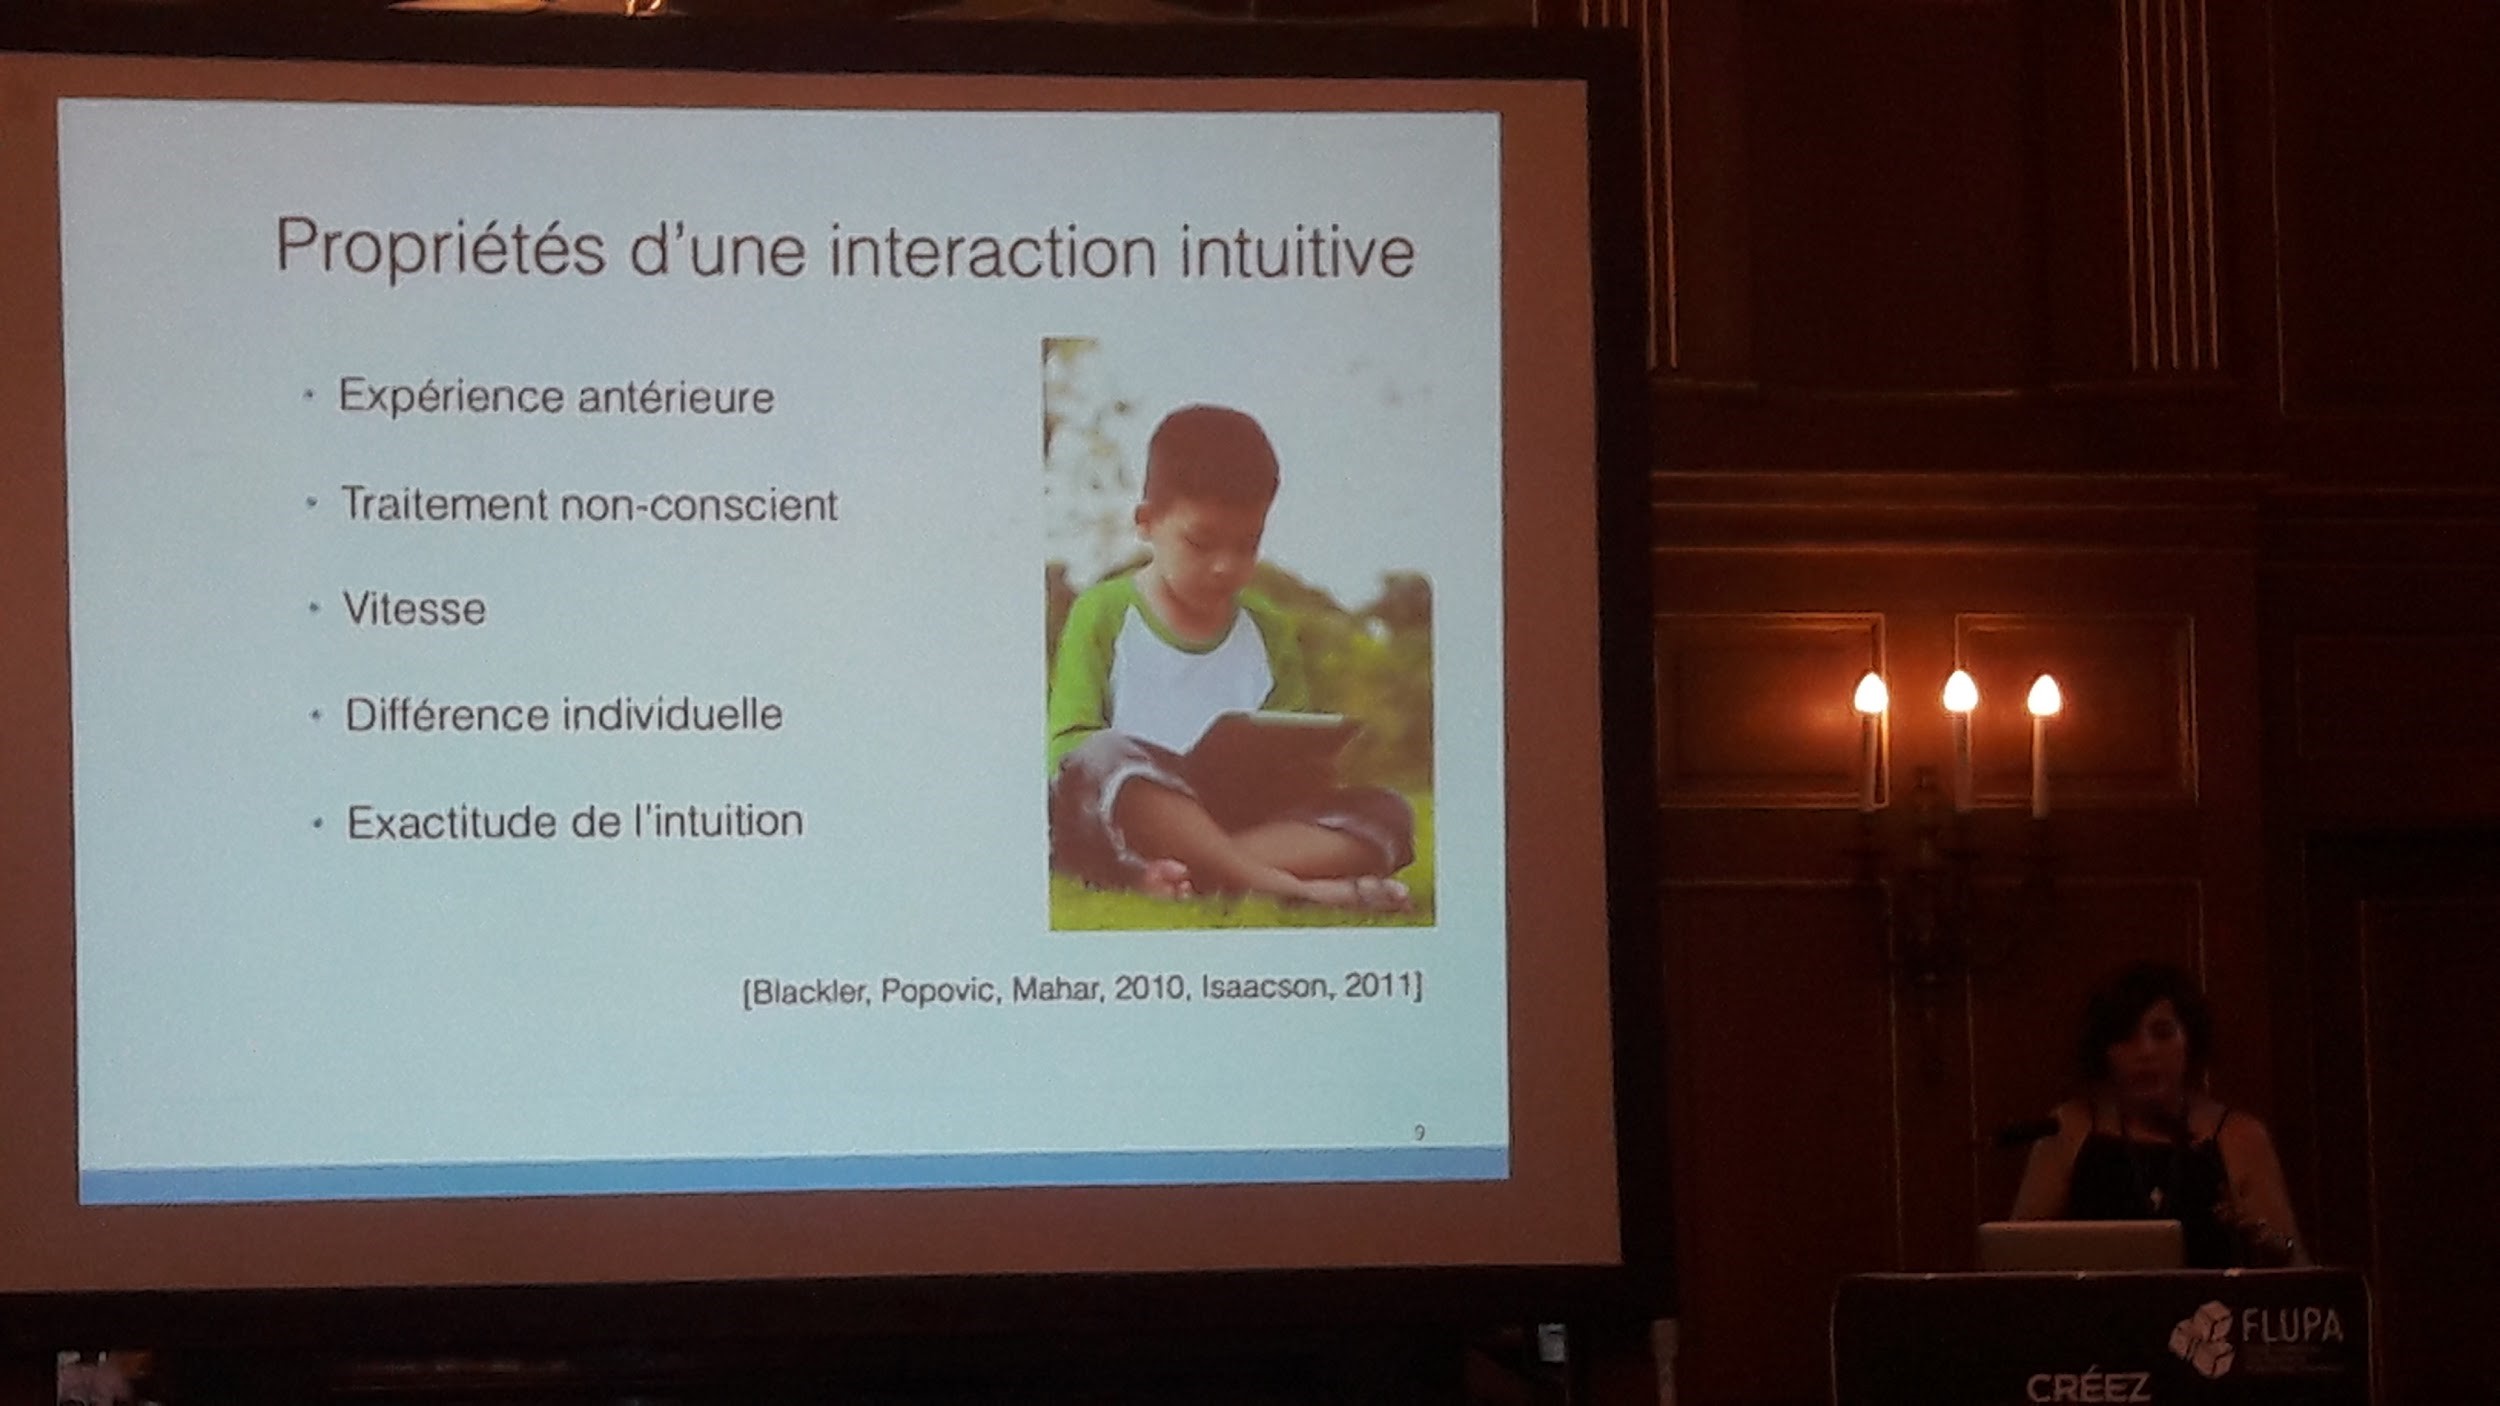 Propriétés d'une interaction intuitive
• Expérience antérieure
• Traitement non-conscient
• Vitesse
• Différence individuelle
• Exactitude de l'intuition
[Blackler, Popovic, Mahar, 2010, Isaacson, 2011]
9
FLUPA
CRÉEZ